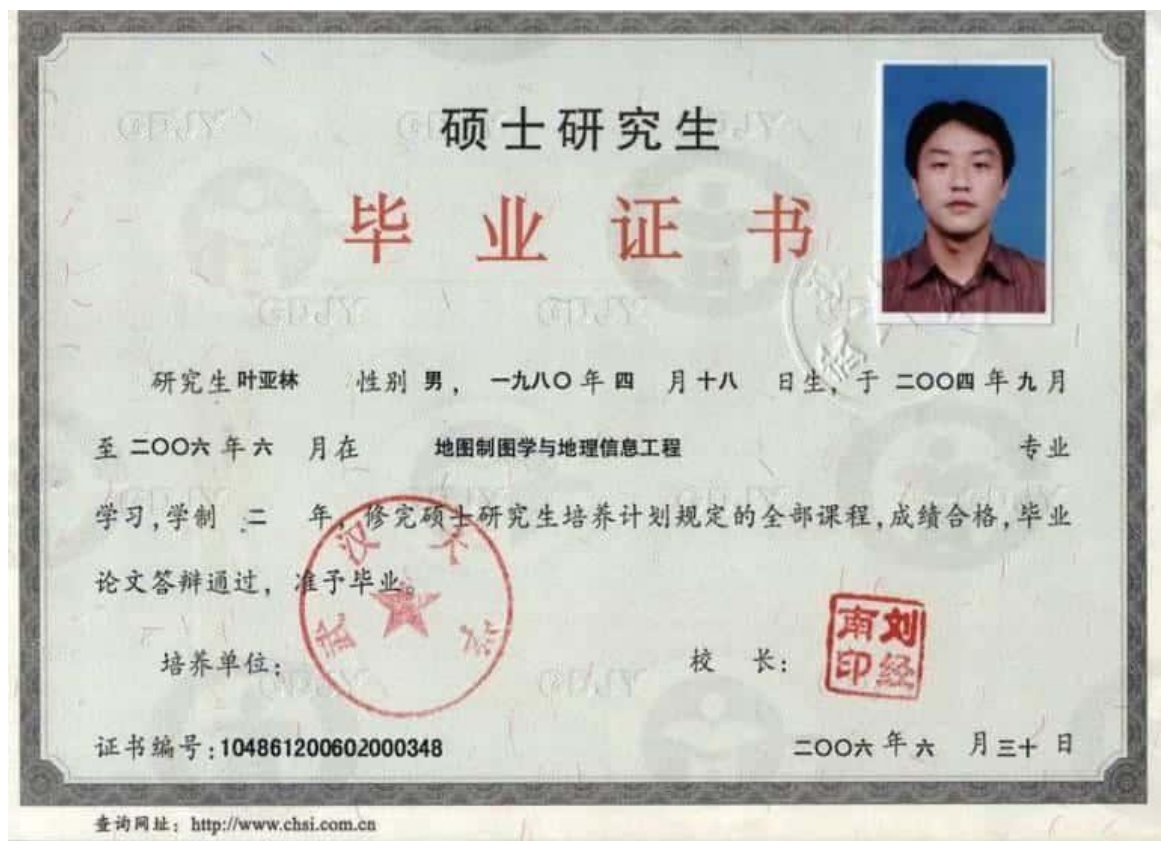 硕士研究生
毕业证书
研究生 叶亚林 性别 男, 一九八〇 年 四 月 十八 日生, 于 二〇〇四 年 九 月
至 二〇〇六 年 六 月在 地图制图学与地理信息工程 专业
学习,学制 二 年, 修完硕士研究生培养计划规定的全部课程,成绩合格,毕业
论文答辩通过, 准予毕业。
武汉大学
培养单位: 校 长: 刘经南印
证书编号:104861200602000348 二〇〇六 年 六 月 三十 日
查询网址: http://www.chsi.com.cn